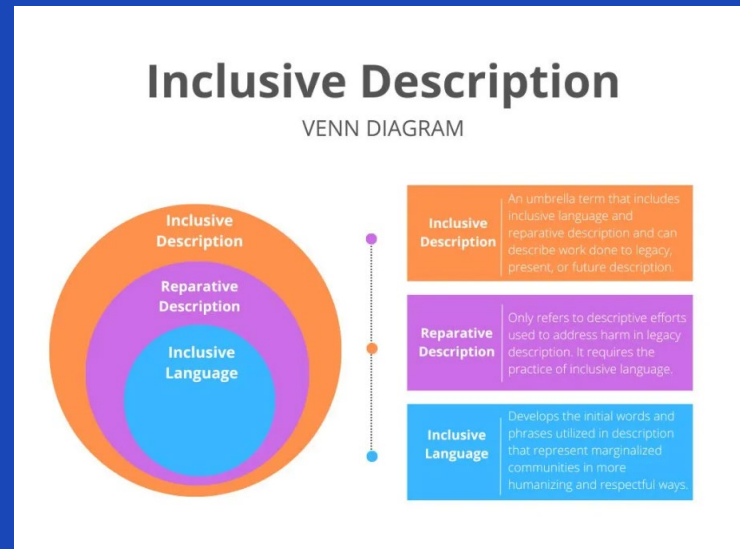 Inclusive Description
VENN DIAGRAM
Inclusive
Description
Reparative
Description
Inclusive
Language
Inclusive
Description
An umbrella term that includes
inclusive language and
reparative description and can
describe work done to legacy,
present, or future description.
Reparative
Description
Only refers to descriptive efforts
used to address harm in legacy
description. It requires the
practice of inclusive language.
Inclusive
Language
Develops the initial words and
phrases utilized in description
that represent marginalized
communities in more
humanizing and respectful ways.